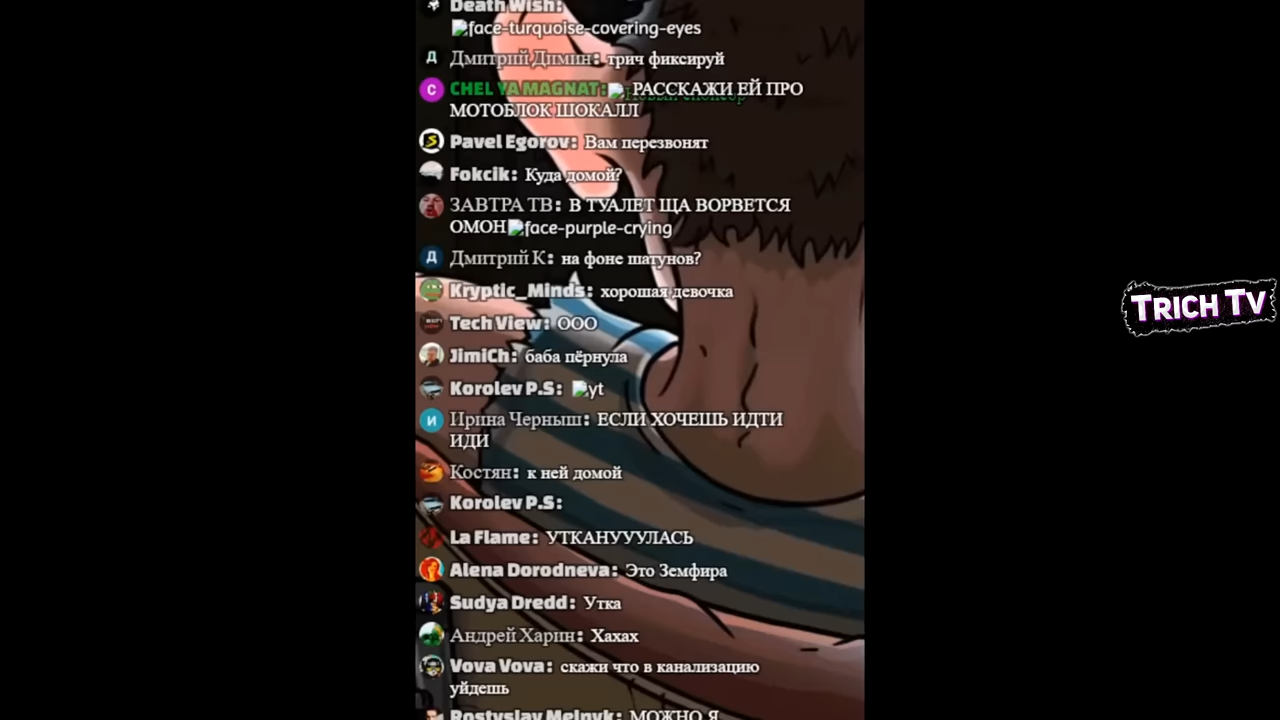 Death Wish:
face-turquoise-covering-eyes
Дмитрий Димин: трич фиксируй
CHEL YA MAGNAT: РАССКАЖИ ЕЙ ПРО
МОТОБЛОК ШОКАЛЛ
Pavel Egorov: Вам перезвонят
Fokcik: Куда домой?
ЗАВТРА ТВ: В ТУАЛЕТ ЩА ВОРВЕТСЯ
ОМОН face-purple-crying
Дмитрий К: на фоне шатунов?
Kryptic_Minds: хорошая девочка
Tech View: ООО
JimiCh: баба пёрнула
Korolev P.S: yt
Ирина Черныш: ЕСЛИ ХОЧЕШЬ ИДТИ
ИДИ
Костян: к ней домой
Korolev P.S:
La Flame: УТКАНУУУЛАСЬ
Alena Dorodneva: Это Земфира
Sudya Dredd: Утка
Андрей Харин: Хахах
Vova Vova: скажи что в канализацию
уйдешь
Rostyslav Melnyk: МОЖНО Я
TRICH TV